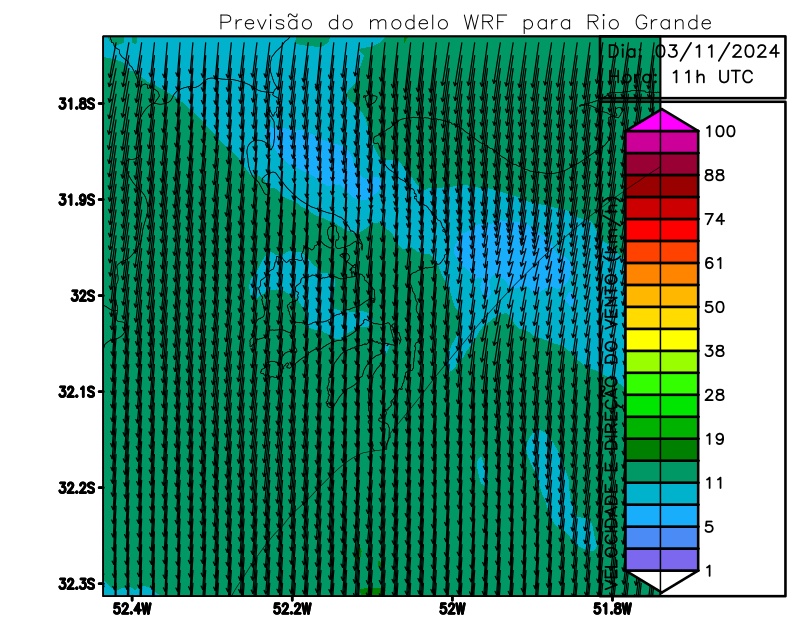 Previsão do modelo WRF para Rio Grande
Dia: 03/11/2024
Hora: 11h UTC
31.8S
31.9S
32S
32.1S
32.2S
32.3S
52.4W
52.2W
52W
51.8W
VELOCIDADE E DIREÇÃO DO VENTO (km/h)
100
88
74
61
50
38
28
19
11
5
1